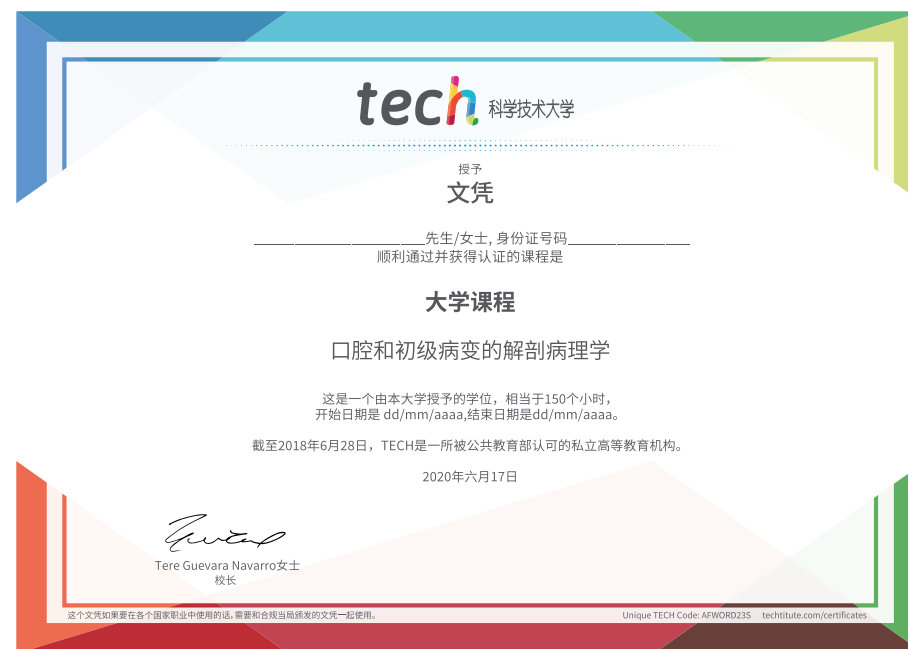 tech 科学技术大学
授予
文凭
________________________先生/女士, 身份证号码_________________
顺利通过并获得认证的课程是
大学课程
口腔和初级病变的解剖病理学
这是一个由本大学授予的学位，相当于150个小时，
开始日期是 dd/mm/aaaa,结束日期是dd/mm/aaaa。
截至2018年6月28日，TECH是一所被公共教育部认可的私立高等教育机构。
2020年六月17日
Tere Guevara Navarro女士
校长
这个文凭如果要在各个国家职业中使用的话,需要和合规当局颁发的文凭一起使用。
Unique TECH Code: AFWORD23S techtitute.com/certificates